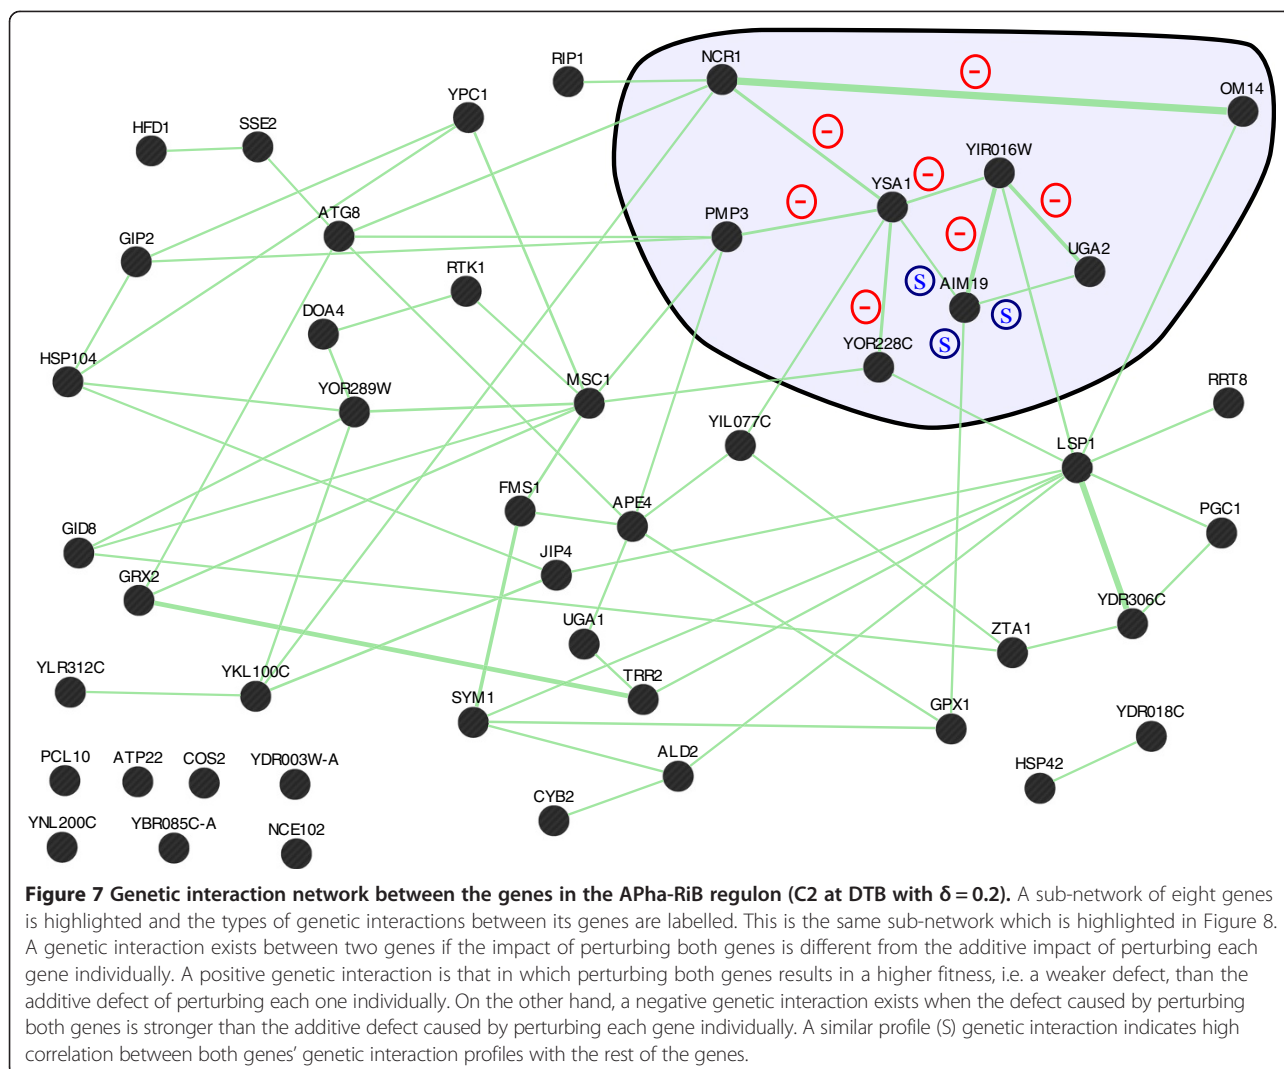 RIP1
NCR1
OM14
YPC1
HFD1
SSE2
YIR016W
YSA1
ATG8
PMP3
GIP2
UGA2
RTK1
AIM19
DOA4
YOR228C
HSP104
YOR289W
MSC1
RRT8
YIL077C
LSP1
FMS1
APE4
PGC1
GID8
JIP4
GRX2
UGA1
YDR306C
ZTA1
YLR312C
YKL100C
TRR2
SYM1
GPX1
YDR018C
PCL10
ATP22
COS2
YDR003W-A
ALD2
HSP42
CYB2
YNL200C
YBR085C-A
NCE102
−
−
−
−
−
−
−
S
S
S
Figure 7 Genetic interaction network between the genes in the APha-RiB regulon (C2 at DTB with δ = 0.2). A sub-network of eight genes
is highlighted and the types of genetic interactions between its genes are labelled. This is the same sub-network which is highlighted in Figure 8.
A genetic interaction exists between two genes if the impact of perturbing both genes is different from the additive impact of perturbing each
gene individually. A positive genetic interaction is that in which perturbing both genes results in a higher fitness, i.e. a weaker defect, than the
additive defect of perturbing each one individually. On the other hand, a negative genetic interaction exists when the defect caused by perturbing
both genes is stronger than the additive defect caused by perturbing each gene individually. A similar profile (S) genetic interaction indicates high
correlation between both genes' genetic interaction profiles with the rest of the genes.